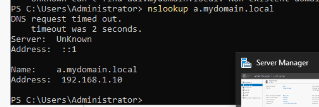 PS C:\Users\Administrator> nslookup a.mydomain.local
DNS request timed out.
    timeout was 2 seconds.
Server:  UnKnown
Address:  ::1

Name:    a.mydomain.local
Address:  192.168.1.10

PS C:\Users\Administrator>
Server Manager